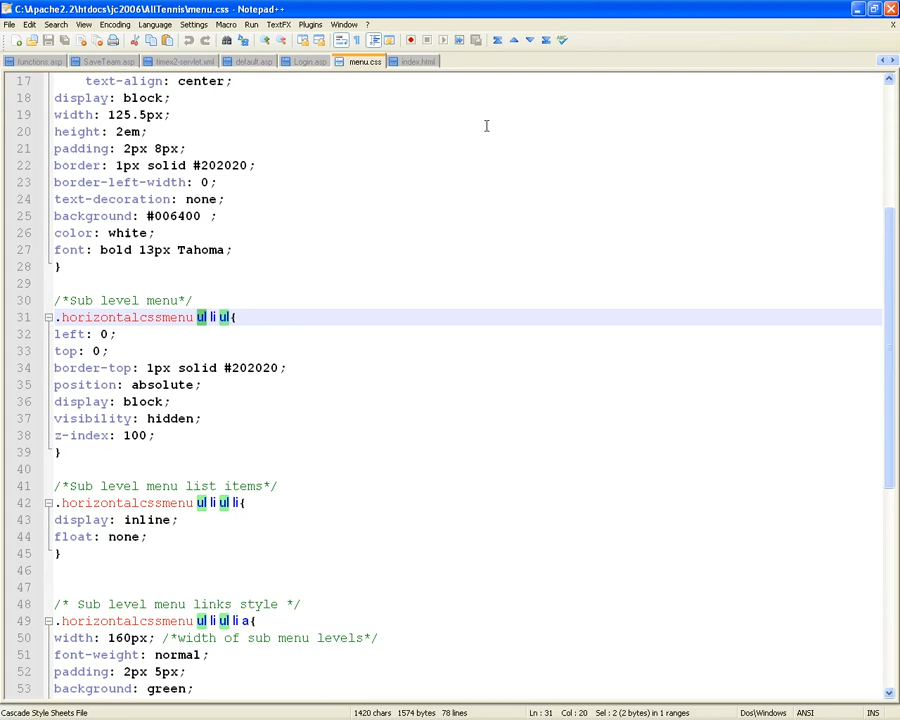 C:\Apache2.2\htdocs\jc2006\AllTennis\menu.css - Notepad++
File Edit Search View Encoding Language Settings Macro Run TextFX Plugins Window ?
X
functions.asp SaveTeam.asp timex2-servlet.xml default.asp Login.asp menu.css index.html
17 text-align: center;
18 display: block;
19 width: 125.5px;
20 height: 2em;
21 padding: 2px 8px;
22 border: 1px solid #202020;
23 border-left-width: 0;
24 text-decoration: none;
25 background: #006400 ;
26 color: white;
27 font: bold 13px Tahoma;
28 }
29
30 /*Sub level menu*/
31 .horizontalcssmenu ul li ul{
32 left: 0;
33 top: 0;
34 border-top: 1px solid #202020;
35 position: absolute;
36 display: block;
37 visibility: hidden;
38 z-index: 100;
39 }
40
41 /*Sub level menu list items*/
42 .horizontalcssmenu ul li ul li{
43 display: inline;
44 float: none;
45 }
46
47
48 /* Sub level menu links style */
49 .horizontalcssmenu ul li ul li a{
50 width: 160px; /*width of sub menu levels*/
51 font-weight: normal;
52 padding: 2px 5px;
53 background: green;
Cascade Style Sheets File 1420 chars 1574 bytes 78 lines Ln : 31 Col : 20 Sel : 2 (2 bytes) in 1 ranges Dos\Windows ANSI INS